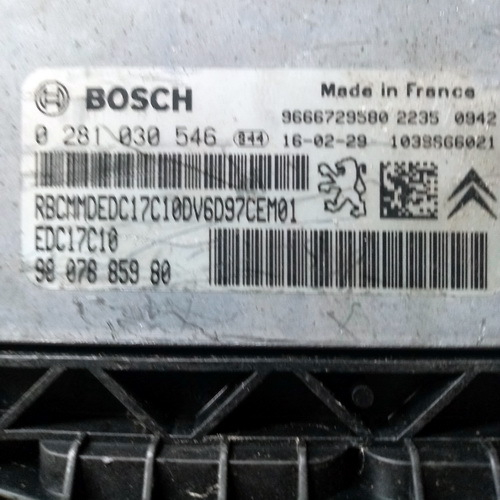 BOSCH
Made in France
9666729580 2235 0942
0 281 030 546 844 16-02-29 1039S66021
RBCMMDEDC17C10DV6D97CEM01
EDC17C10
98 078 859 80